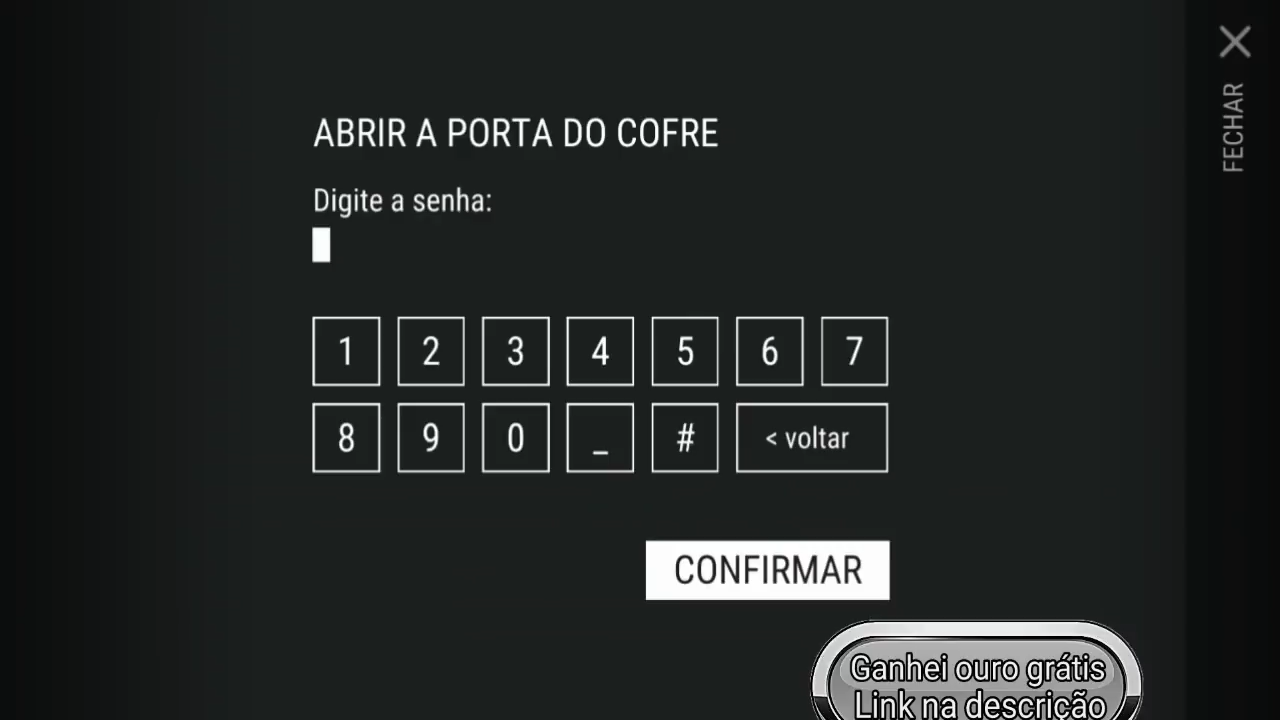 ABRIR A PORTA DO COFRE
Digite a senha:
1 2 3 4 5 6 7
8 9 0 _ # < voltar
CONFIRMAR
FECHAR
Ganhei ouro grátis
Link na descrição